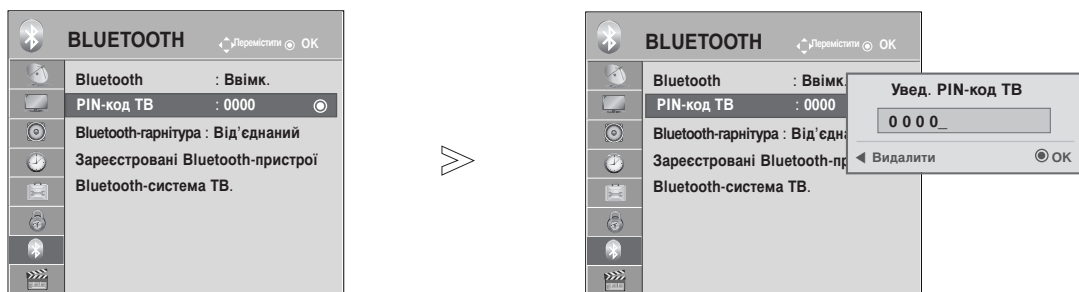 BLUETOOTH Перемістити OK
Bluetooth : Ввімк.
PIN-код ТВ : 0000
Bluetooth-гарнітура : Від’єднаний
Зареєстровані Bluetooth-пристрої
Bluetooth-система ТВ.
BLUETOOTH Перемістити OK
Bluetooth : Ввімк.
PIN-код ТВ : 0000
Bluetooth-гарнітура : Від’єдна
Зареєстровані Bluetooth-пр
Bluetooth-система ТВ.
Увед. PIN-код ТВ
0 0 0 0_
Видалити OK